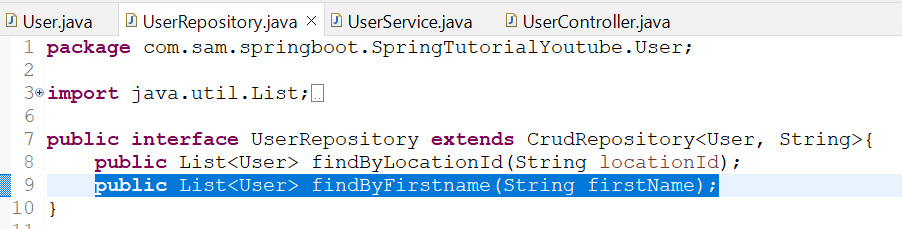 User.java UserRepository.java UserService.java UserController.java
1 package com.sam.springboot.SpringTutorialYoutube.User;
2
3 import java.util.List;
6
7 public interface UserRepository extends CrudRepository<User, String>{
8 public List<User> findByLocationId(String locationId);
9 public List<User> findByFirstname(String firstName);
10 }
11